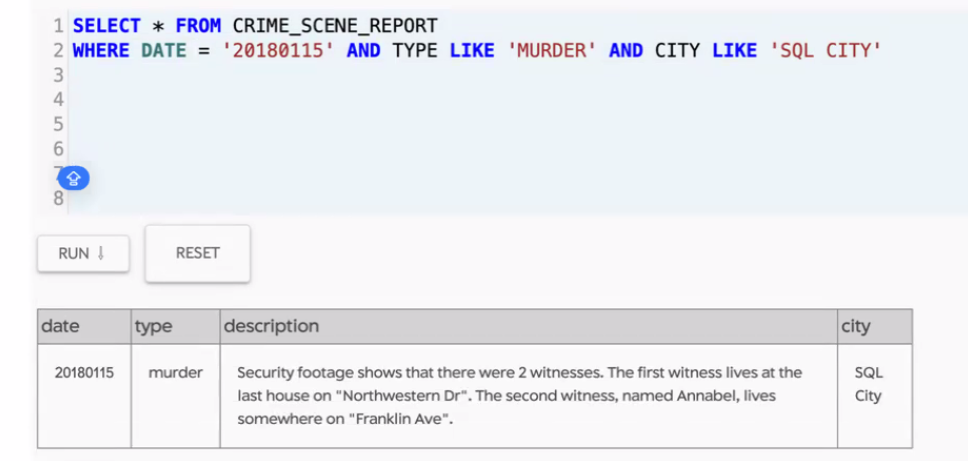 1 SELECT * FROM CRIME_SCENE_REPORT
2 WHERE DATE = '20180115' AND TYPE LIKE 'MURDER' AND CITY LIKE 'SQL CITY'
3
4
5
6
7
8
RUN ↓ RESET
date type description city
20180115 murder Security footage shows that there were 2 witnesses. The first witness lives at the SQL
last house on "Northwestern Dr". The second witness, named Annabel, lives City
somewhere on "Franklin Ave".